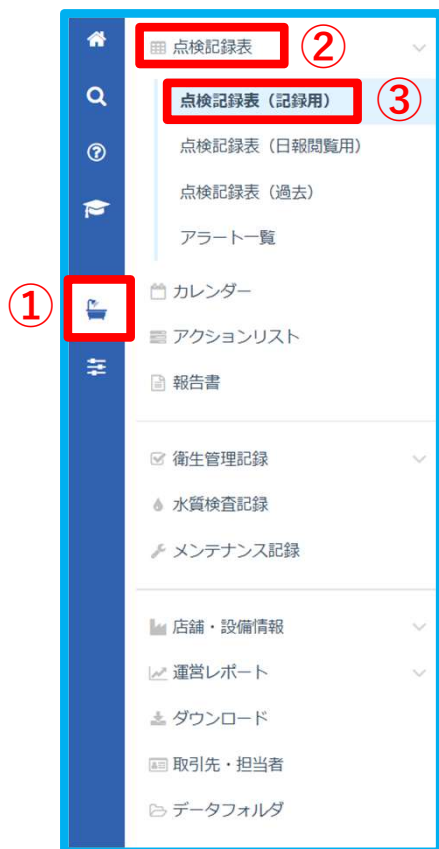 点検記録表
②
点検記録表（記録用）
③
点検記録表（日報閲覧用）
点検記録表（過去）
アラート一覧
①
カレンダー
アクションリスト
報告書
衛生管理記録
水質検査記録
メンテナンス記録
店舗・設備情報
運営レポート
ダウンロード
取引先・担当者
データフォルダ